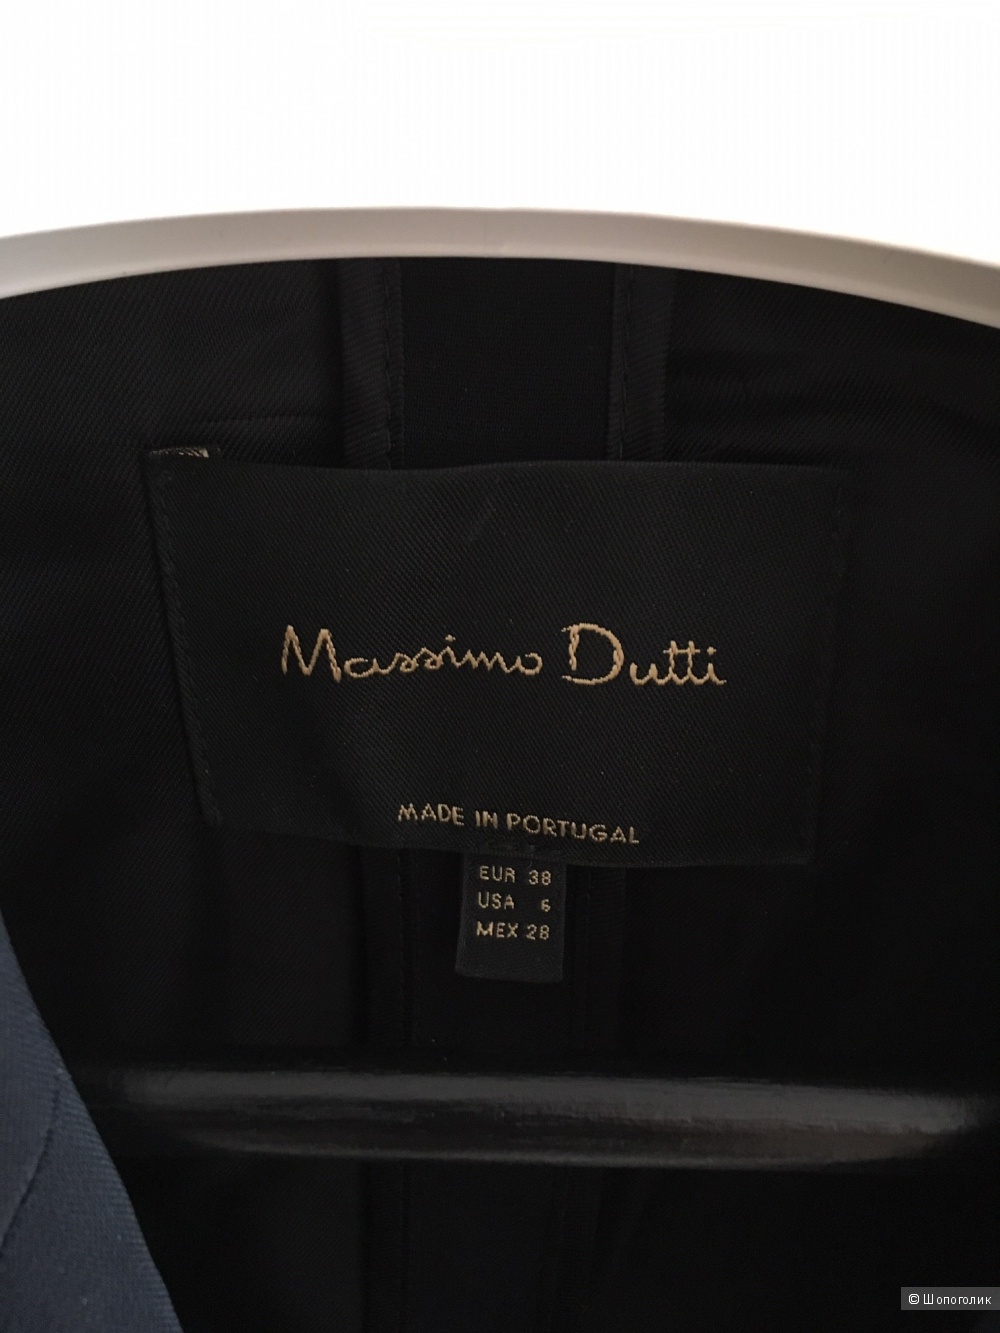 Massimo Dutti
MADE IN PORTUGAL
EUR 38
USA 6
MEX 28
© Шопоголик